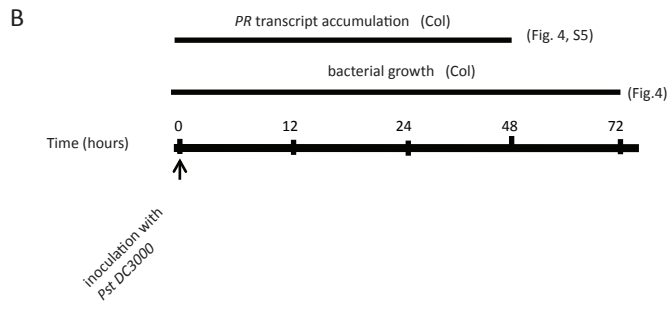 B
PR transcript accumulation (Col) (Fig. 4, S5)
bacterial growth (Col) (Fig.4)
Time (hours) 0 12 24 48 72
inoculation with
Pst DC3000